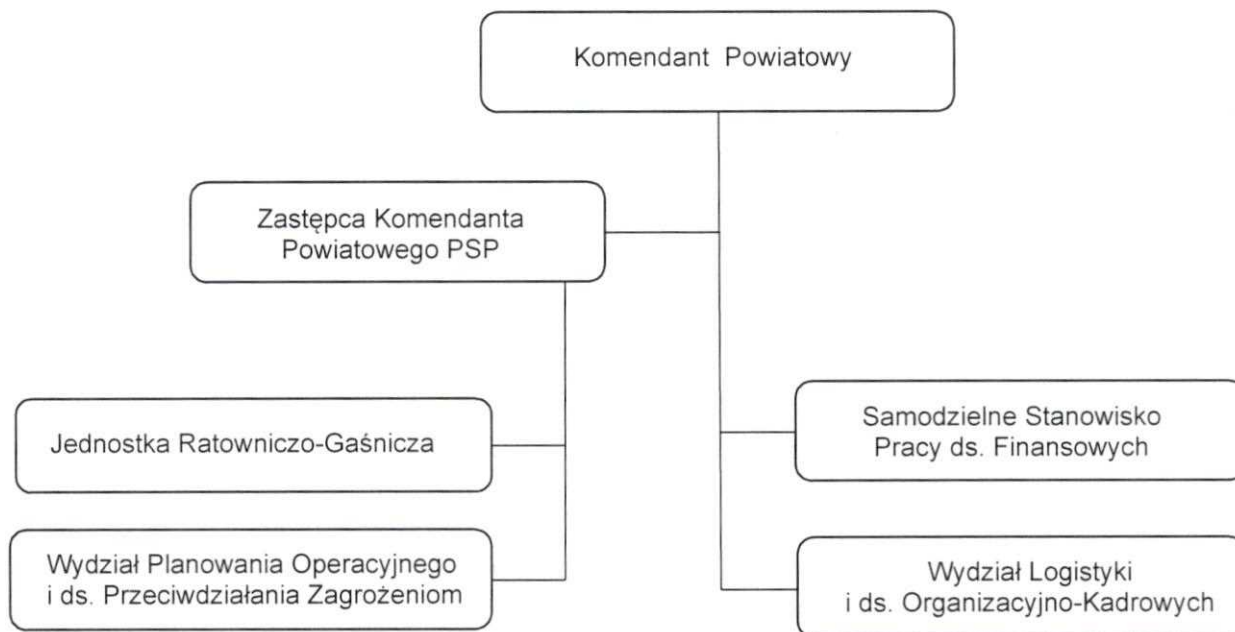 Komendant Powiatowy
Zastępca Komendanta
Powiatowego PSP
Jednostka Ratowniczo-Gaśnicza
Wydział Planowania Operacyjnego
i ds. Przeciwdziałania Zagrożeniom
Samodzielne Stanowisko
Pracy ds. Finansowych
Wydział Logistyki
i ds. Organizacyjno-Kadrowych